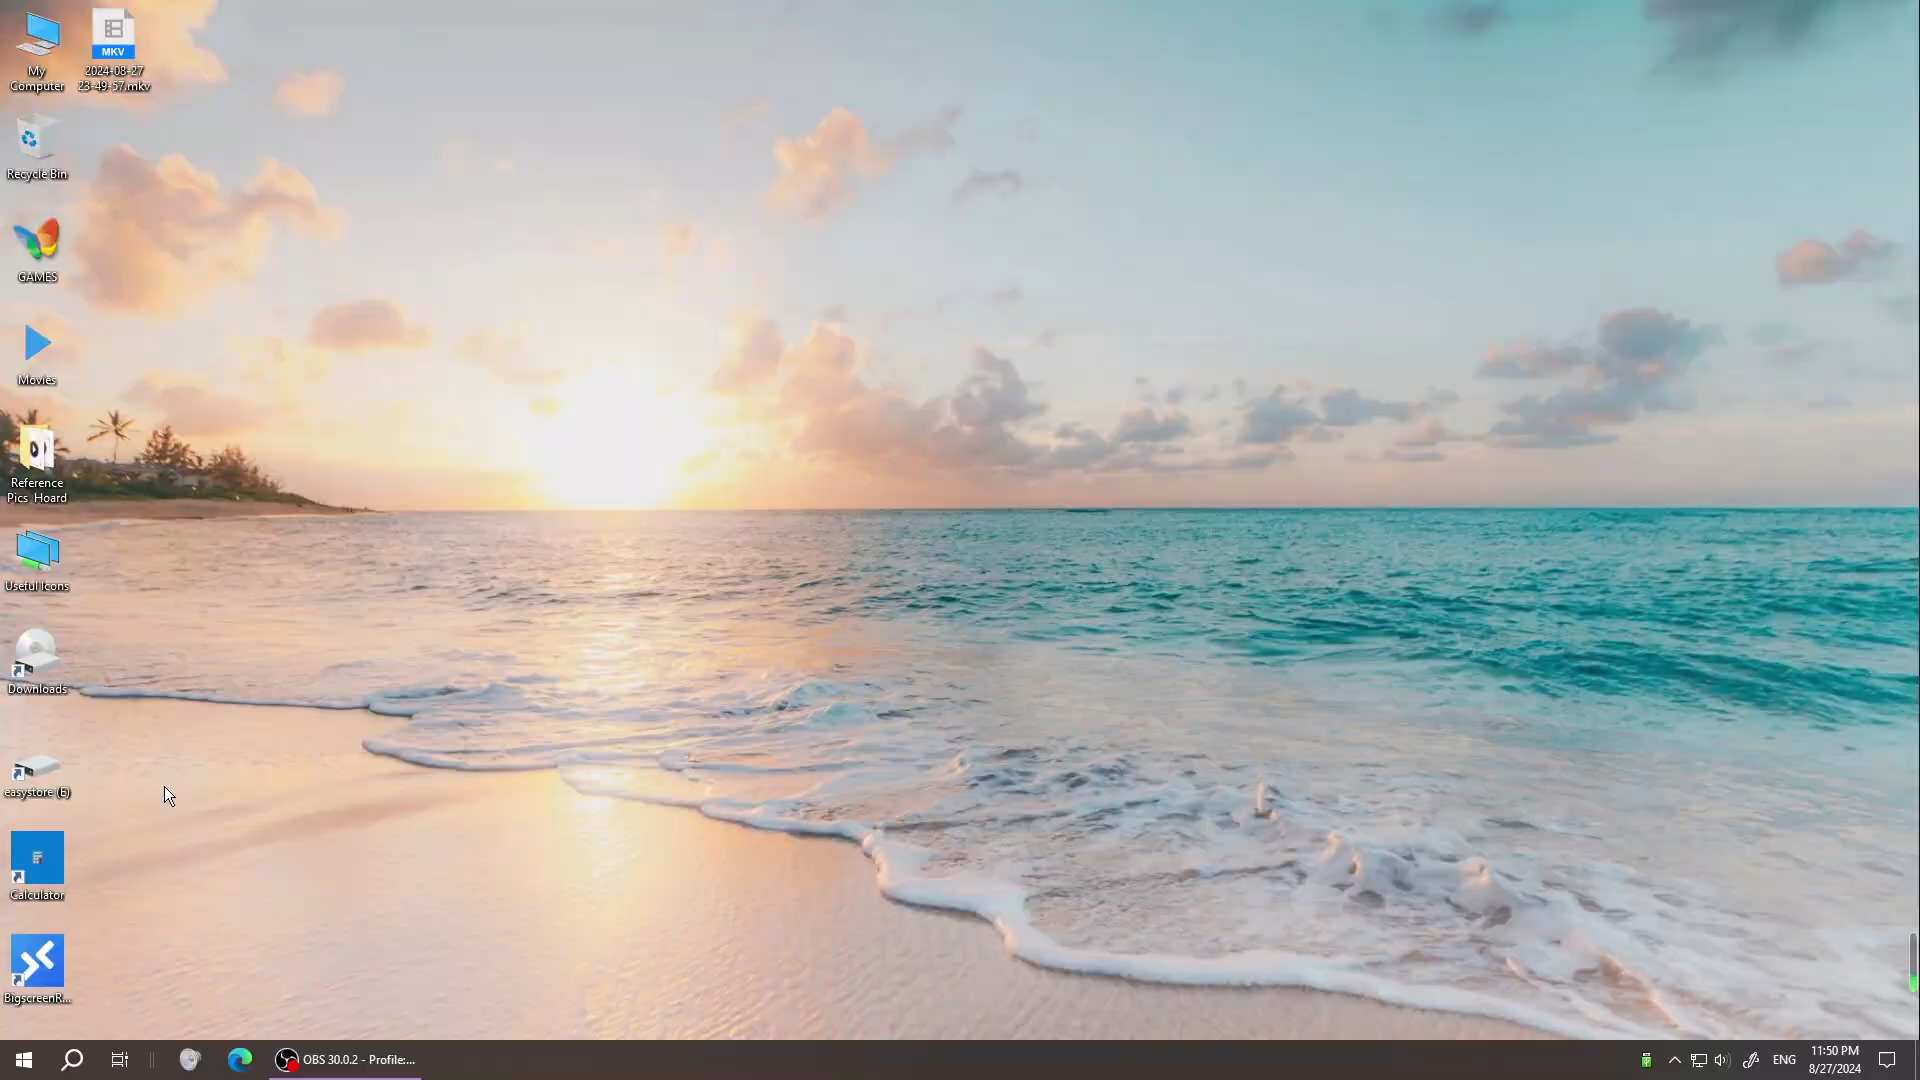 My
Computer
MKV
2024-08-27
23-49-57.mkv
Recycle Bin
GAMES
Movies
Reference
Pics Hoard
Useful Icons
Downloads
easystore (E)
Calculator
BigscreenR...
OBS 30.0.2 - Profile:...
ENG
11:50 PM
8/27/2024